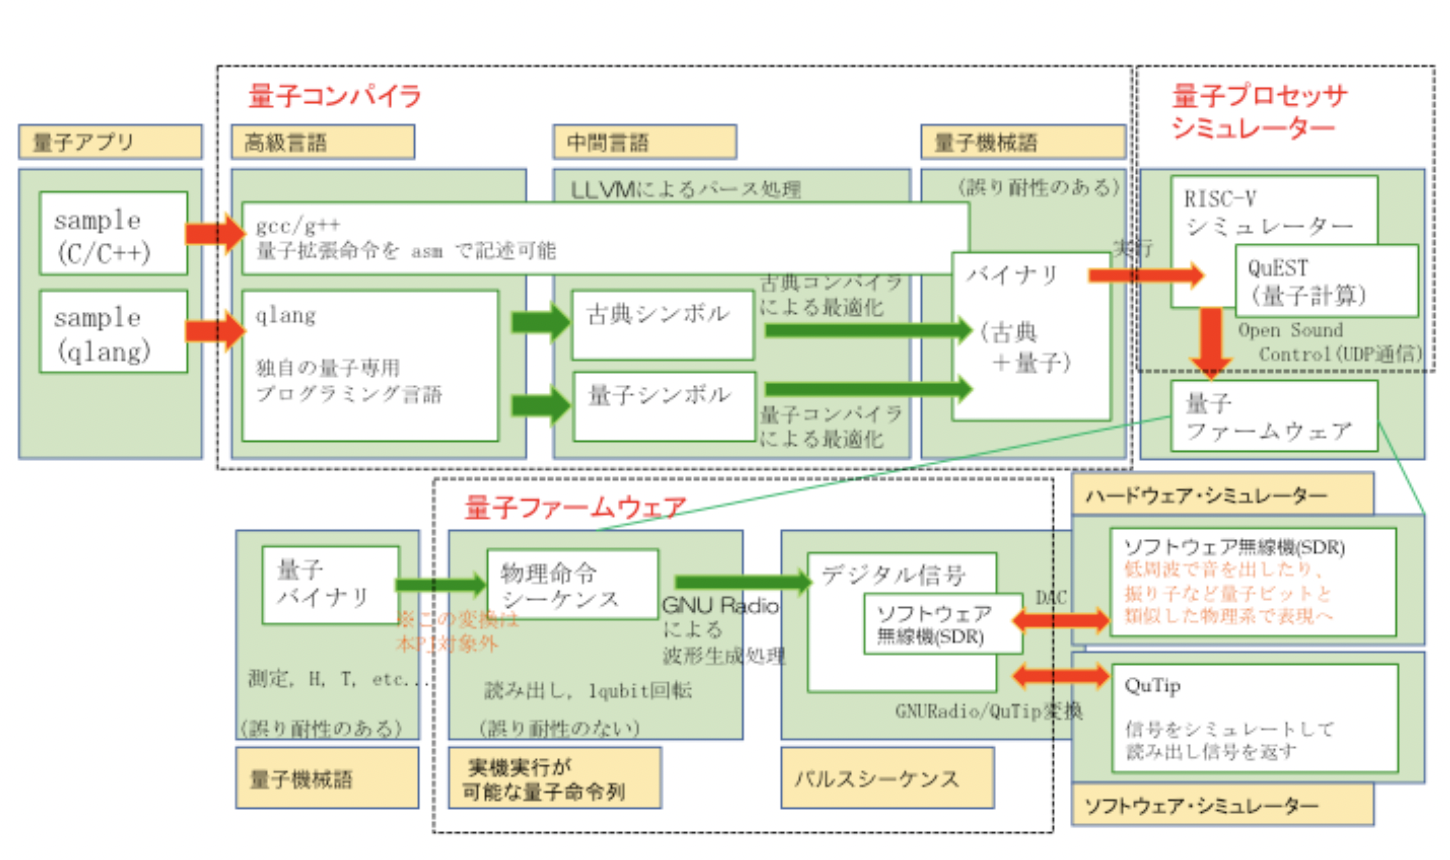 量子コンパイラ
量子プロセッサ
シミュレーター
量子アプリ
高級言語
中間言語
量子機械語
LLVMによるパース処理
(誤り耐性のある)
sample
(C/C++)
gcc/g++
量子拡張命令を asm で記述可能
RISC-V
シミュレーター
QuEST
(量子計算)
実行
バイナリ
(古典
+量子)
古典コンパイラ
による最適化
sample
(qlang)
qlang
独自の量子専用
プログラミング言語
古典シンボル
量子シンボル
量子コンパイラ
による最適化
Open Sound
Control(UDP通信)
量子
ファームウェア
量子ファームウェア
ハードウェア・シミュレーター
量子
バイナリ
※この変換は
本PJ対象外
測定, H, T, etc...
(誤り耐性のある)
量子機械語
物理命令
シーケンス
読み出し, 1qubit回転
(誤り耐性のない)
実機実行が
可能な量子命令列
GNU Radio
による
波形生成処理
デジタル信号
ソフトウェア
無線機(SDR)
DAC
GNURadio/QuTip変換
パルスシーケンス
ソフトウェア無線機(SDR)
低周波で音を出したり、
振り子など量子ビットと
類似した物理系で表現へ
QuTip
信号をシミュレートして
読み出し信号を返す
ソフトウェア・シミュレーター